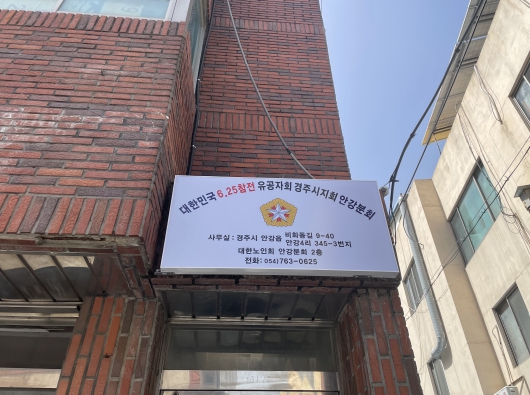 대한민국 6.25참전 유공자회 경주시지회 안강분회
사무실 : 경주시 안강읍 비화동길 9-40
안강4리 345-3번지
대한노인회 안강분회 2층
전화: (054)763-0625